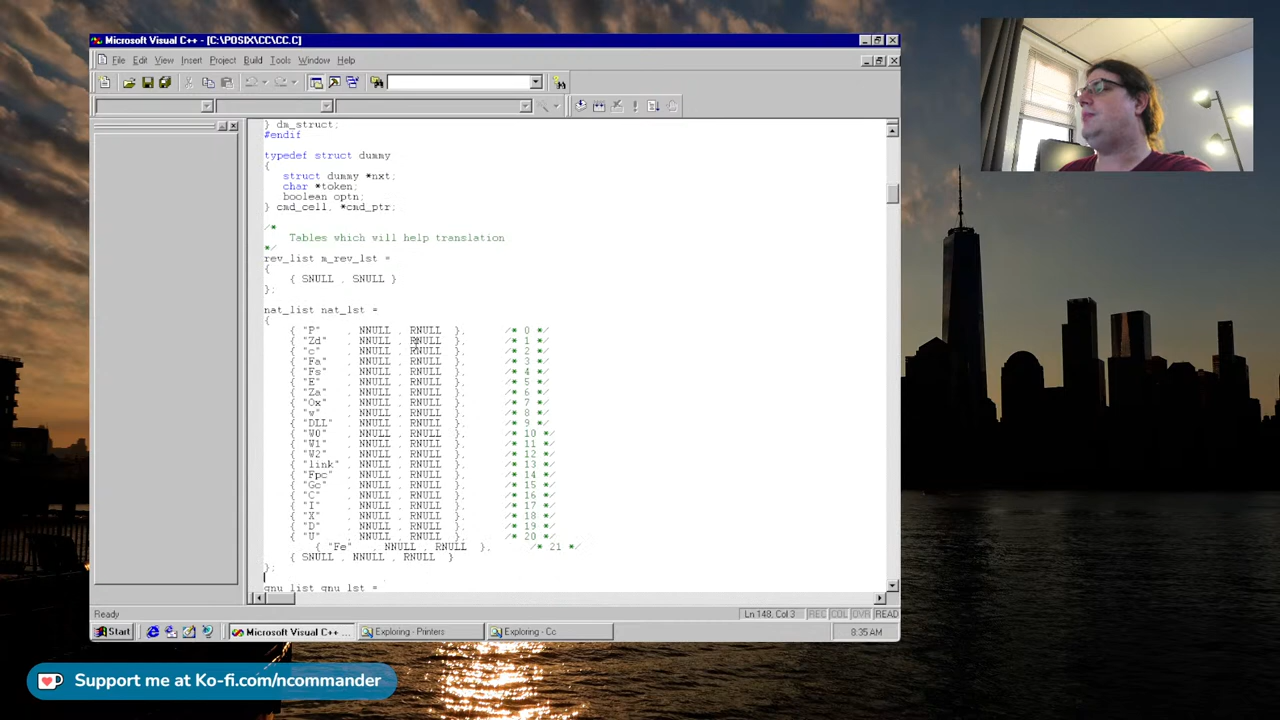 Microsoft Visual C++ - [C:\POSIX\CC\CC.C]
File Edit View Insert Project Build Tools Window Help
} dm_struct;
#endif
typedef struct dummy
{
struct dummy *nxt;
char *token;
boolean optn;
} cmd_cell, *cmd_ptr;
/*
Tables which will help translation
*/
rev_list m_rev_lst =
{
{ SNULL , SNULL }
};
nat_list nat_lst =
{
{ "P" , NNULL , RNULL }, /* 0 */
{ "Zd" , NNULL , RNULL }, /* 1 */
{ "c" , NNULL , RNULL }, /* 2 */
{ "Fa" , NNULL , RNULL }, /* 3 */
{ "Fs" , NNULL , RNULL }, /* 4 */
{ "E" , NNULL , RNULL }, /* 5 */
{ "Za" , NNULL , RNULL }, /* 6 */
{ "Ox" , NNULL , RNULL }, /* 7 */
{ "w" , NNULL , RNULL }, /* 8 */
{ "DLL" , NNULL , RNULL }, /* 9 */
{ "W0" , NNULL , RNULL }, /* 10 */
{ "W1" , NNULL , RNULL }, /* 11 */
{ "W2" , NNULL , RNULL }, /* 12 */
{ "link" , NNULL , RNULL }, /* 13 */
{ "Fpc" , NNULL , RNULL }, /* 14 */
{ "Gc" , NNULL , RNULL }, /* 15 */
{ "C" , NNULL , RNULL }, /* 16 */
{ "I" , NNULL , RNULL }, /* 17 */
{ "X" , NNULL , RNULL }, /* 18 */
{ "D" , NNULL , RNULL }, /* 19 */
{ "U" , NNULL , RNULL }, /* 20 */
{ "Fe" , NNULL , RNULL }, /* 21 */
{ SNULL , NNULL , RNULL }
};
gnu_list gnu_lst =
Ready Ln 148, Col 3 REC COL OVR READ
Start Microsoft Visual C++ ... Exploring - Printers Exploring - Cc 8:35 AM
Support me at Ko-fi.com/ncommander